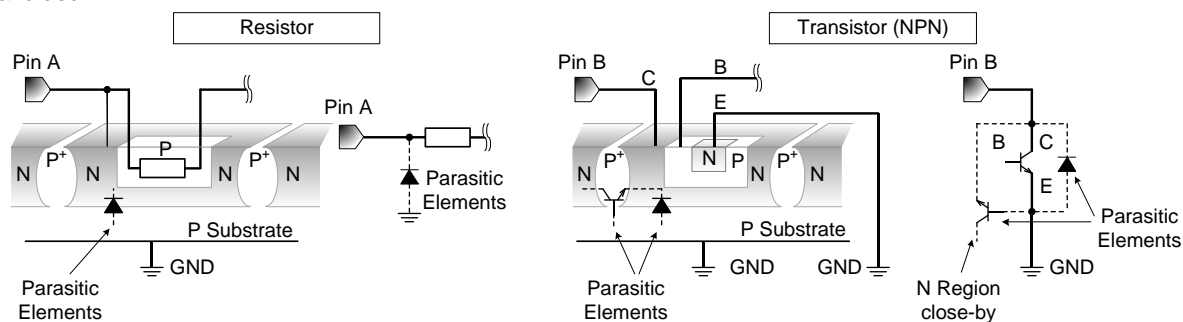 Resistor
Transistor (NPN)
Pin A
Pin B
C
B
E
Pin B
Pin A
N
P+
N
P
N
P+
N
Parasitic
Elements
P Substrate
GND
Parasitic
Elements
N
P+
N
N
P
P+
N
N
P Substrate
GND
GND
Parasitic
Elements
B
C
E
Parasitic
Elements
GND
N Region
close-by